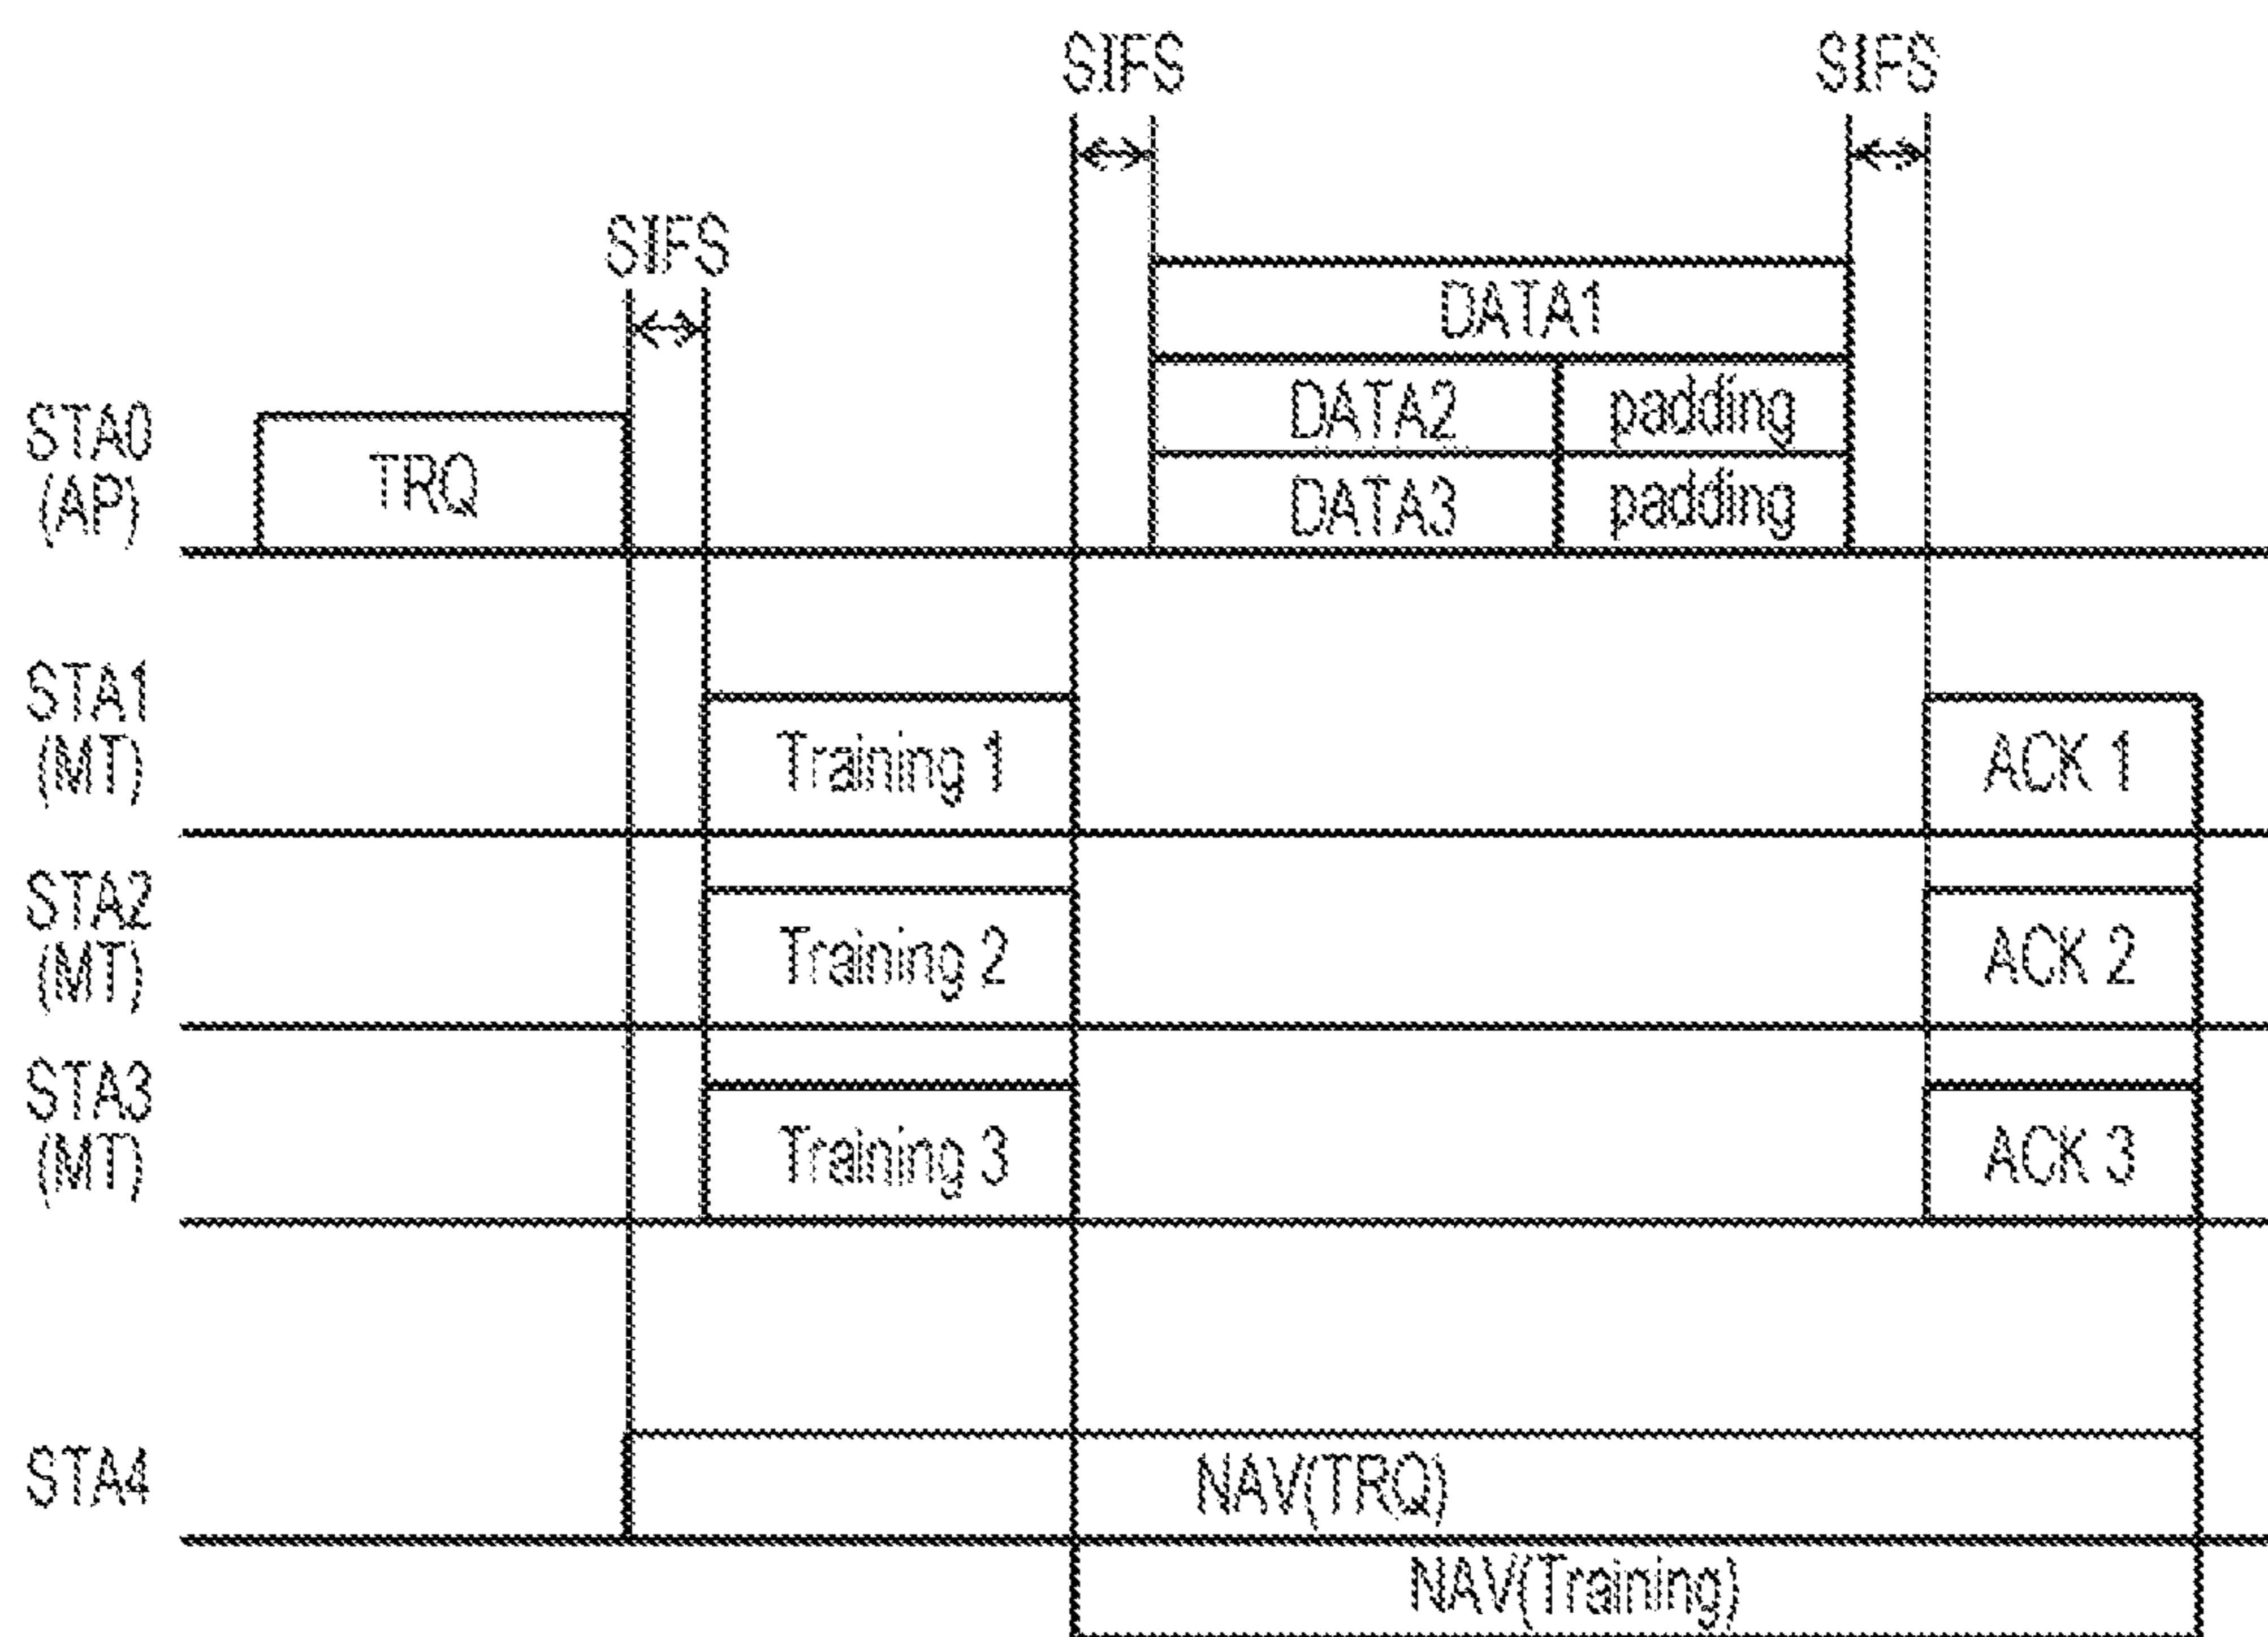 SIFS
SIFS
SIFS
DATA1
DATA2
padding
STA0
(AP)
TRQ
DATA3
padding
STA1
(MT)
Training 1
ACK 1
STA2
(MT)
Training 2
ACK 2
STA3
(MT)
Training 3
ACK 3
STA4
NAV(TRQ)
NAV(Training)